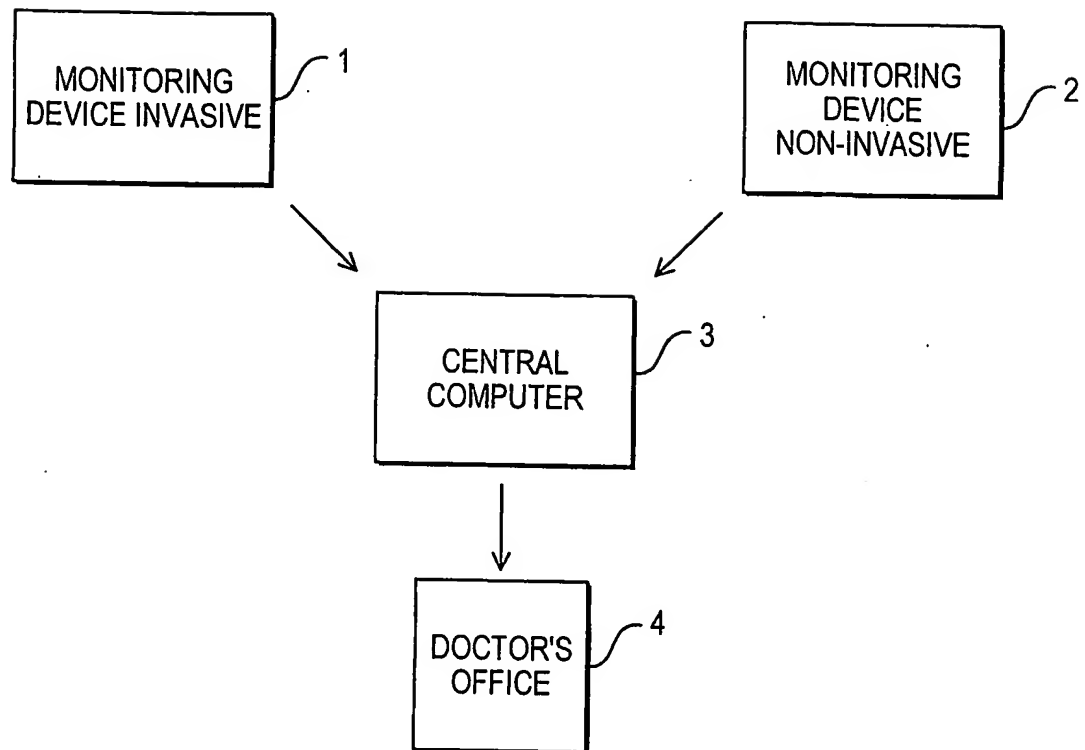 MONITORING
DEVICE INVASIVE
1
MONITORING
DEVICE
NON-INVASIVE
2
CENTRAL
COMPUTER
3
DOCTOR'S
OFFICE
4